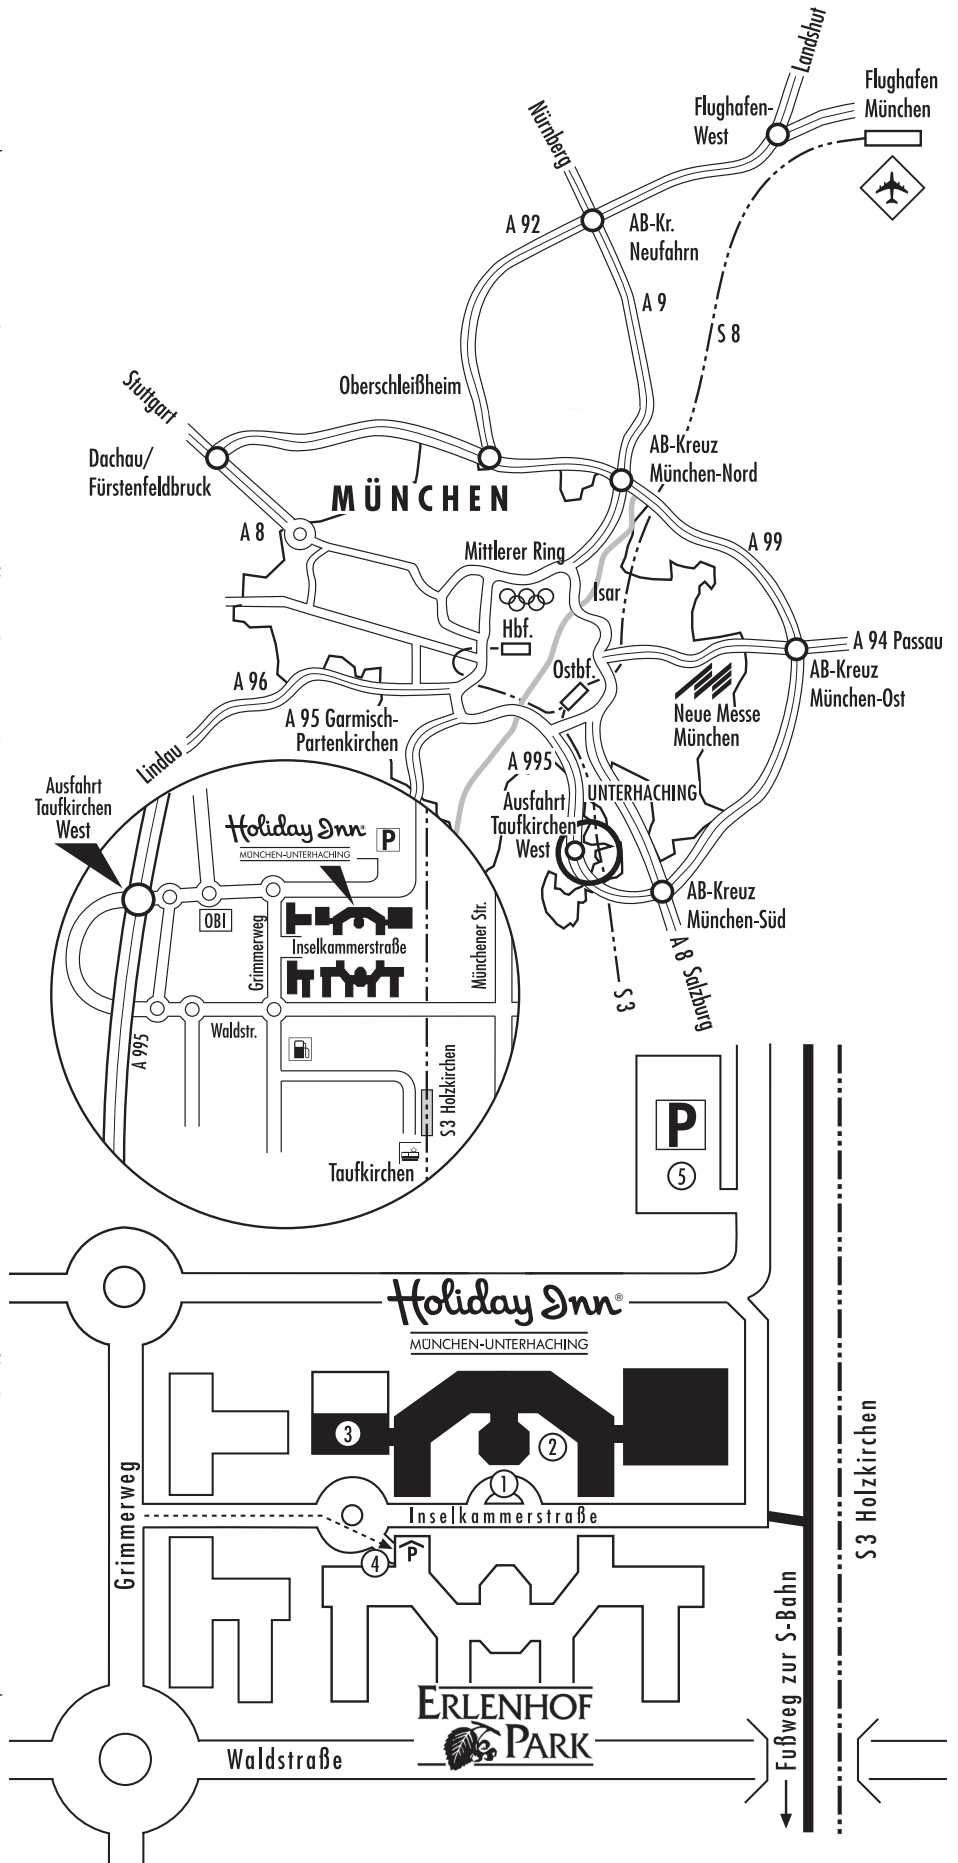 Landshut
Flughafen
München
Flughafen-
West
Nürnberg
A 92
AB-Kr.
Neufahrn
A 9
S 8
Stuttgart
Oberschleißheim
Dachau/
Fürstenfeldbruck
AB-Kreuz
München-Nord
MÜNCHEN
A 8
A 99
Mittlerer Ring
Isar
Hbf.
A 94 Passau
Ostbf.
AB-Kreuz
München-Ost
A 96
A 95 Garmisch-
Partenkirchen
Neue Messe
München
Lindau
A 995
UNTERHACHING
Ausfahrt
Taufkirchen
West
AB-Kreuz
München-Süd
A 8 Salzburg
S 3
Ausfahrt
Taufkirchen
West
Holiday Inn®
MÜNCHEN-UNTERHACHING
P
OBI
Grimmerweg
Inselkammerstraße
Münchener Str.
Waldstr.
A 995
S3 Holzkirchen
Taufkirchen
P
5
Holiday Inn®
MÜNCHEN-UNTERHACHING
3
2
1
Inselkammerstraße
Grimmerweg
4
P
S3 Holzkirchen
Fußweg zur S-Bahn
ERLENHOF
PARK
Waldstraße